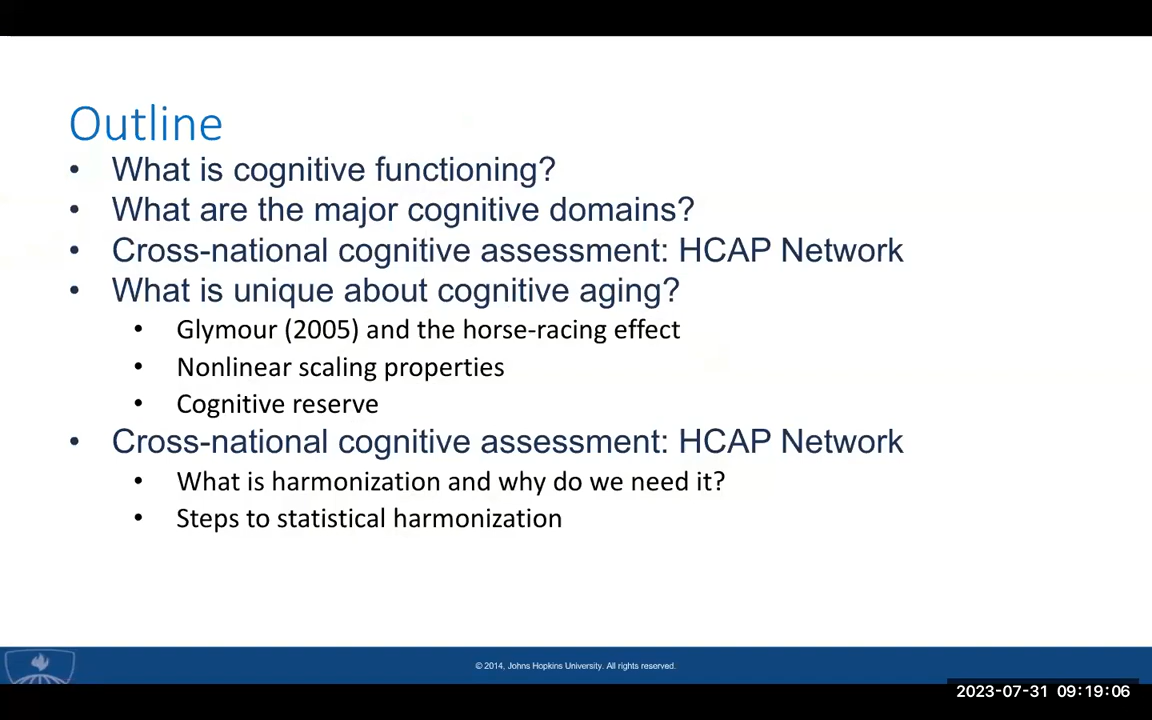 Outline
• What is cognitive functioning?
• What are the major cognitive domains?
• Cross-national cognitive assessment: HCAP Network
• What is unique about cognitive aging?
• Glymour (2005) and the horse-racing effect
• Nonlinear scaling properties
• Cognitive reserve
• Cross-national cognitive assessment: HCAP Network
• What is harmonization and why do we need it?
• Steps to statistical harmonization
© 2014, Johns Hopkins University. All rights reserved.
2023-07-31 09:19:06